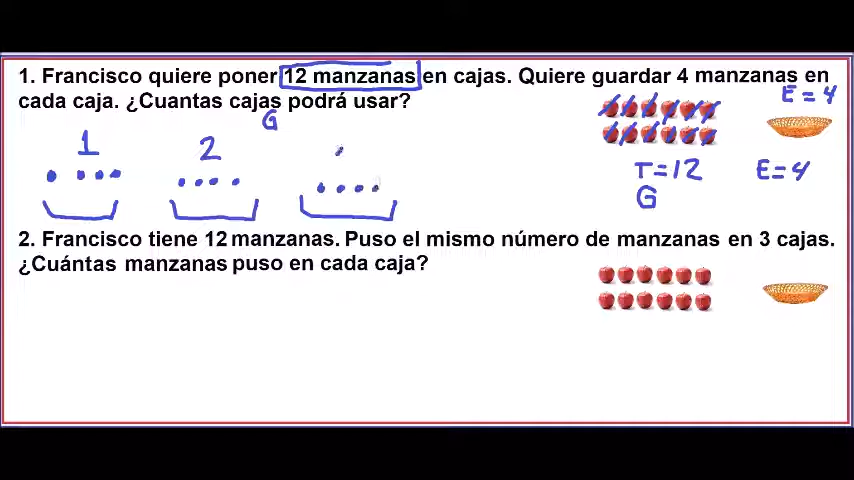 1. Francisco quiere poner 12 manzanas en cajas. Quiere guardar 4 manzanas en
cada caja. ¿Cuantas cajas podrá usar?
G
E = 4
1
2
T = 12
E = 4
G
2. Francisco tiene 12 manzanas. Puso el mismo número de manzanas en 3 cajas.
¿Cuántas manzanas puso en cada caja?